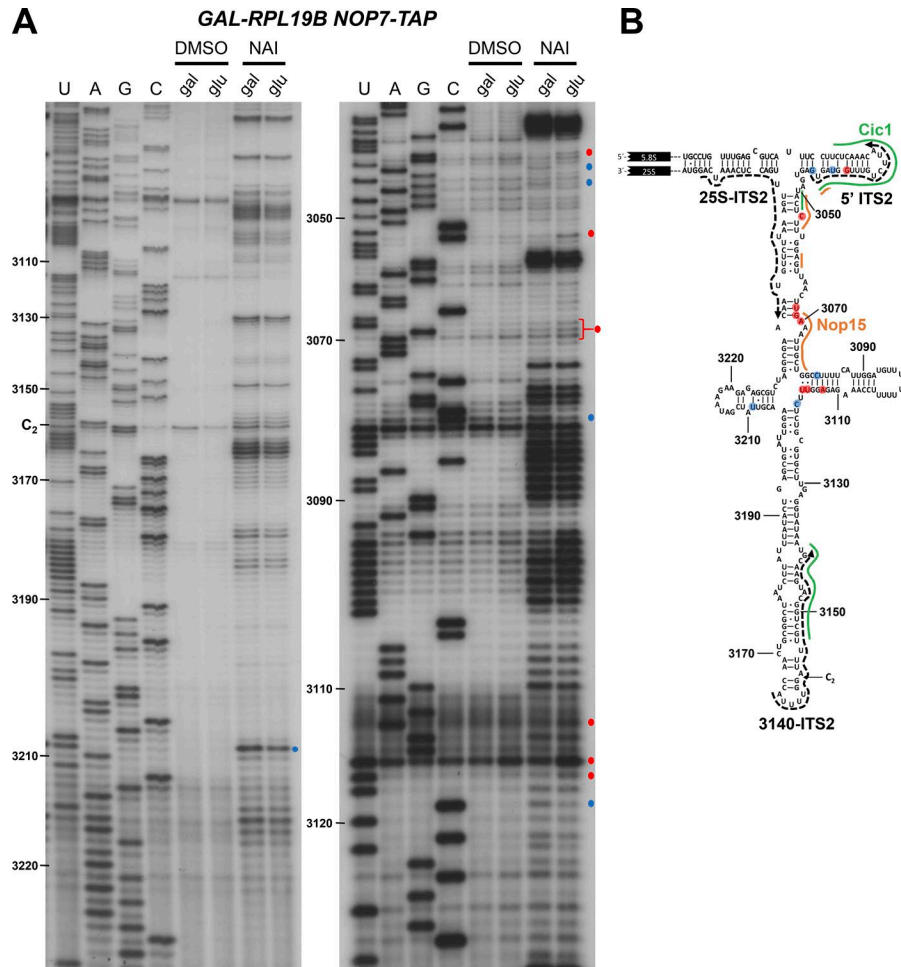 A
GAL-RPL19B NOP7-TAP
B
DMSO NAI
U A G C gal glu gal glu
3110
3130
3150
C2
3170
3190
3210
3220
DMSO NAI
U A G C gal glu gal glu
3050
3070
3090
3110
3120
Cic1
5′ 5.8S
3′ 25S
25S-ITS2
5′ ITS2
3050
3070
Nop15
3220
3090
3210
3110
3130
3190
3150
3170
C2
3140-ITS2